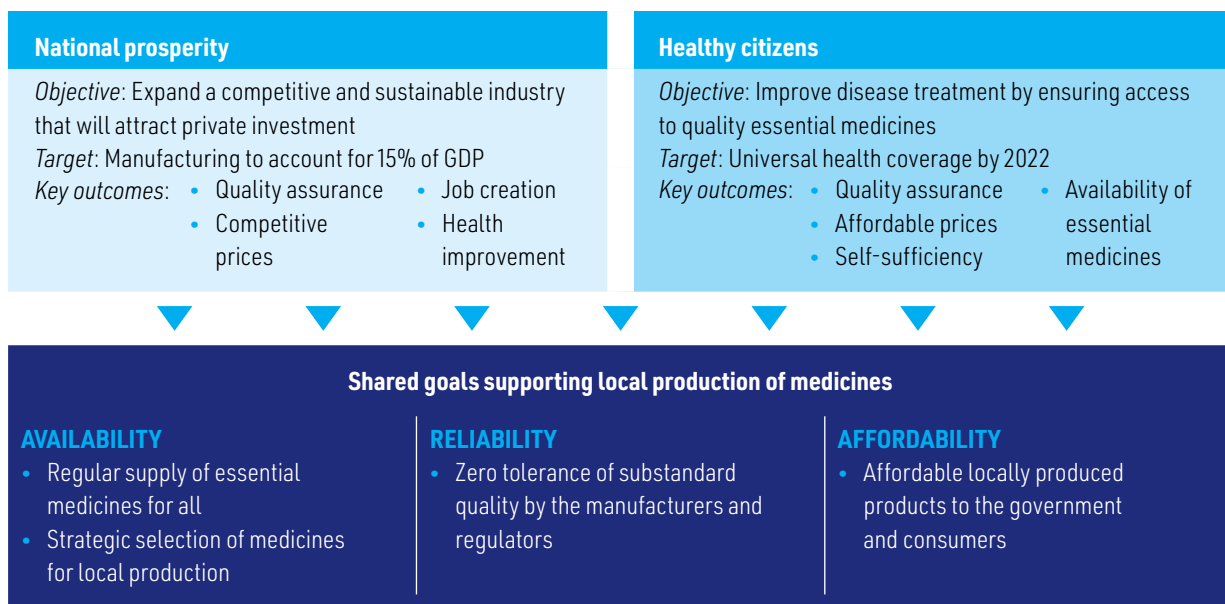 National prosperity
Objective: Expand a competitive and sustainable industry
that will attract private investment
Target: Manufacturing to account for 15% of GDP
Key outcomes:
• Quality assurance
• Competitive
prices
• Job creation
• Health
improvement
Healthy citizens
Objective: Improve disease treatment by ensuring access
to quality essential medicines
Target: Universal health coverage by 2022
Key outcomes:
• Quality assurance
• Affordable prices
• Self-sufficiency
• Availability of
essential
medicines
Shared goals supporting local production of medicines
AVAILABILITY
• Regular supply of essential
medicines for all
• Strategic selection of medicines
for local production
RELIABILITY
• Zero tolerance of substandard
quality by the manufacturers and
regulators
AFFORDABILITY
• Affordable locally produced
products to the government
and consumers